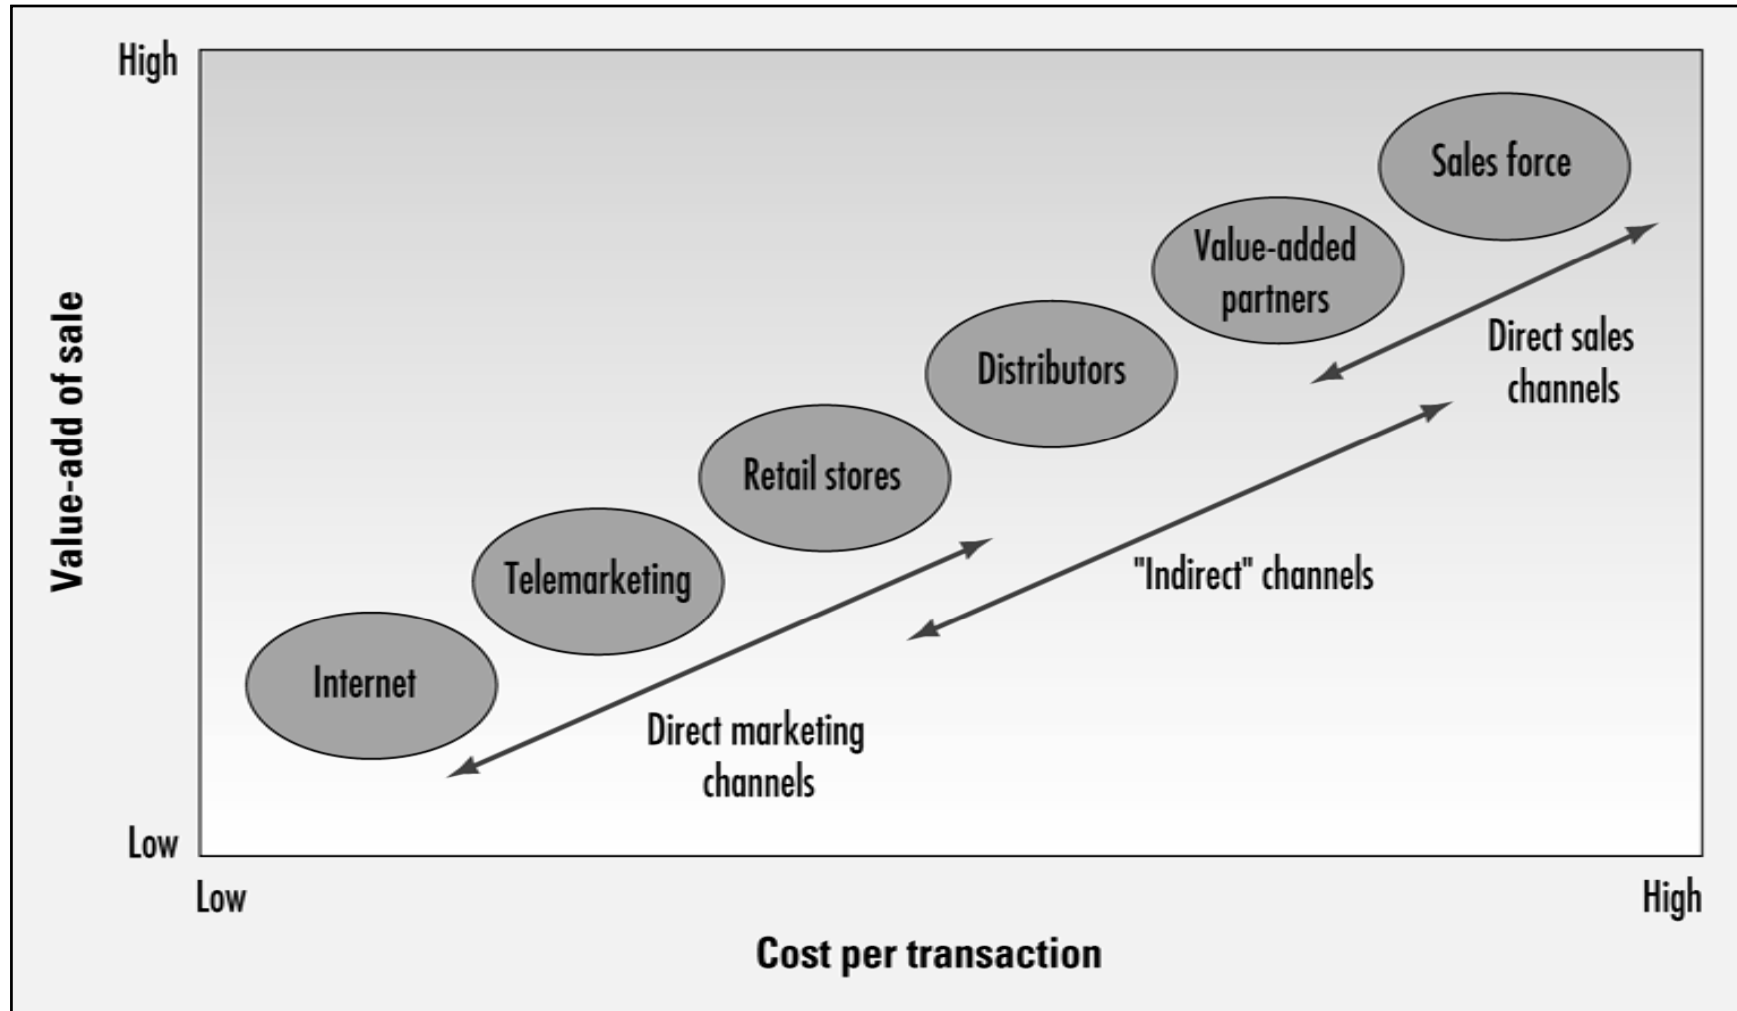 High
Sales force
Value-added
partners
Direct sales
channels
Distributors
Value-add of sale
Retail stores
"Indirect" channels
Telemarketing
Internet
Direct marketing
channels
Low
Low
High
Cost per transaction